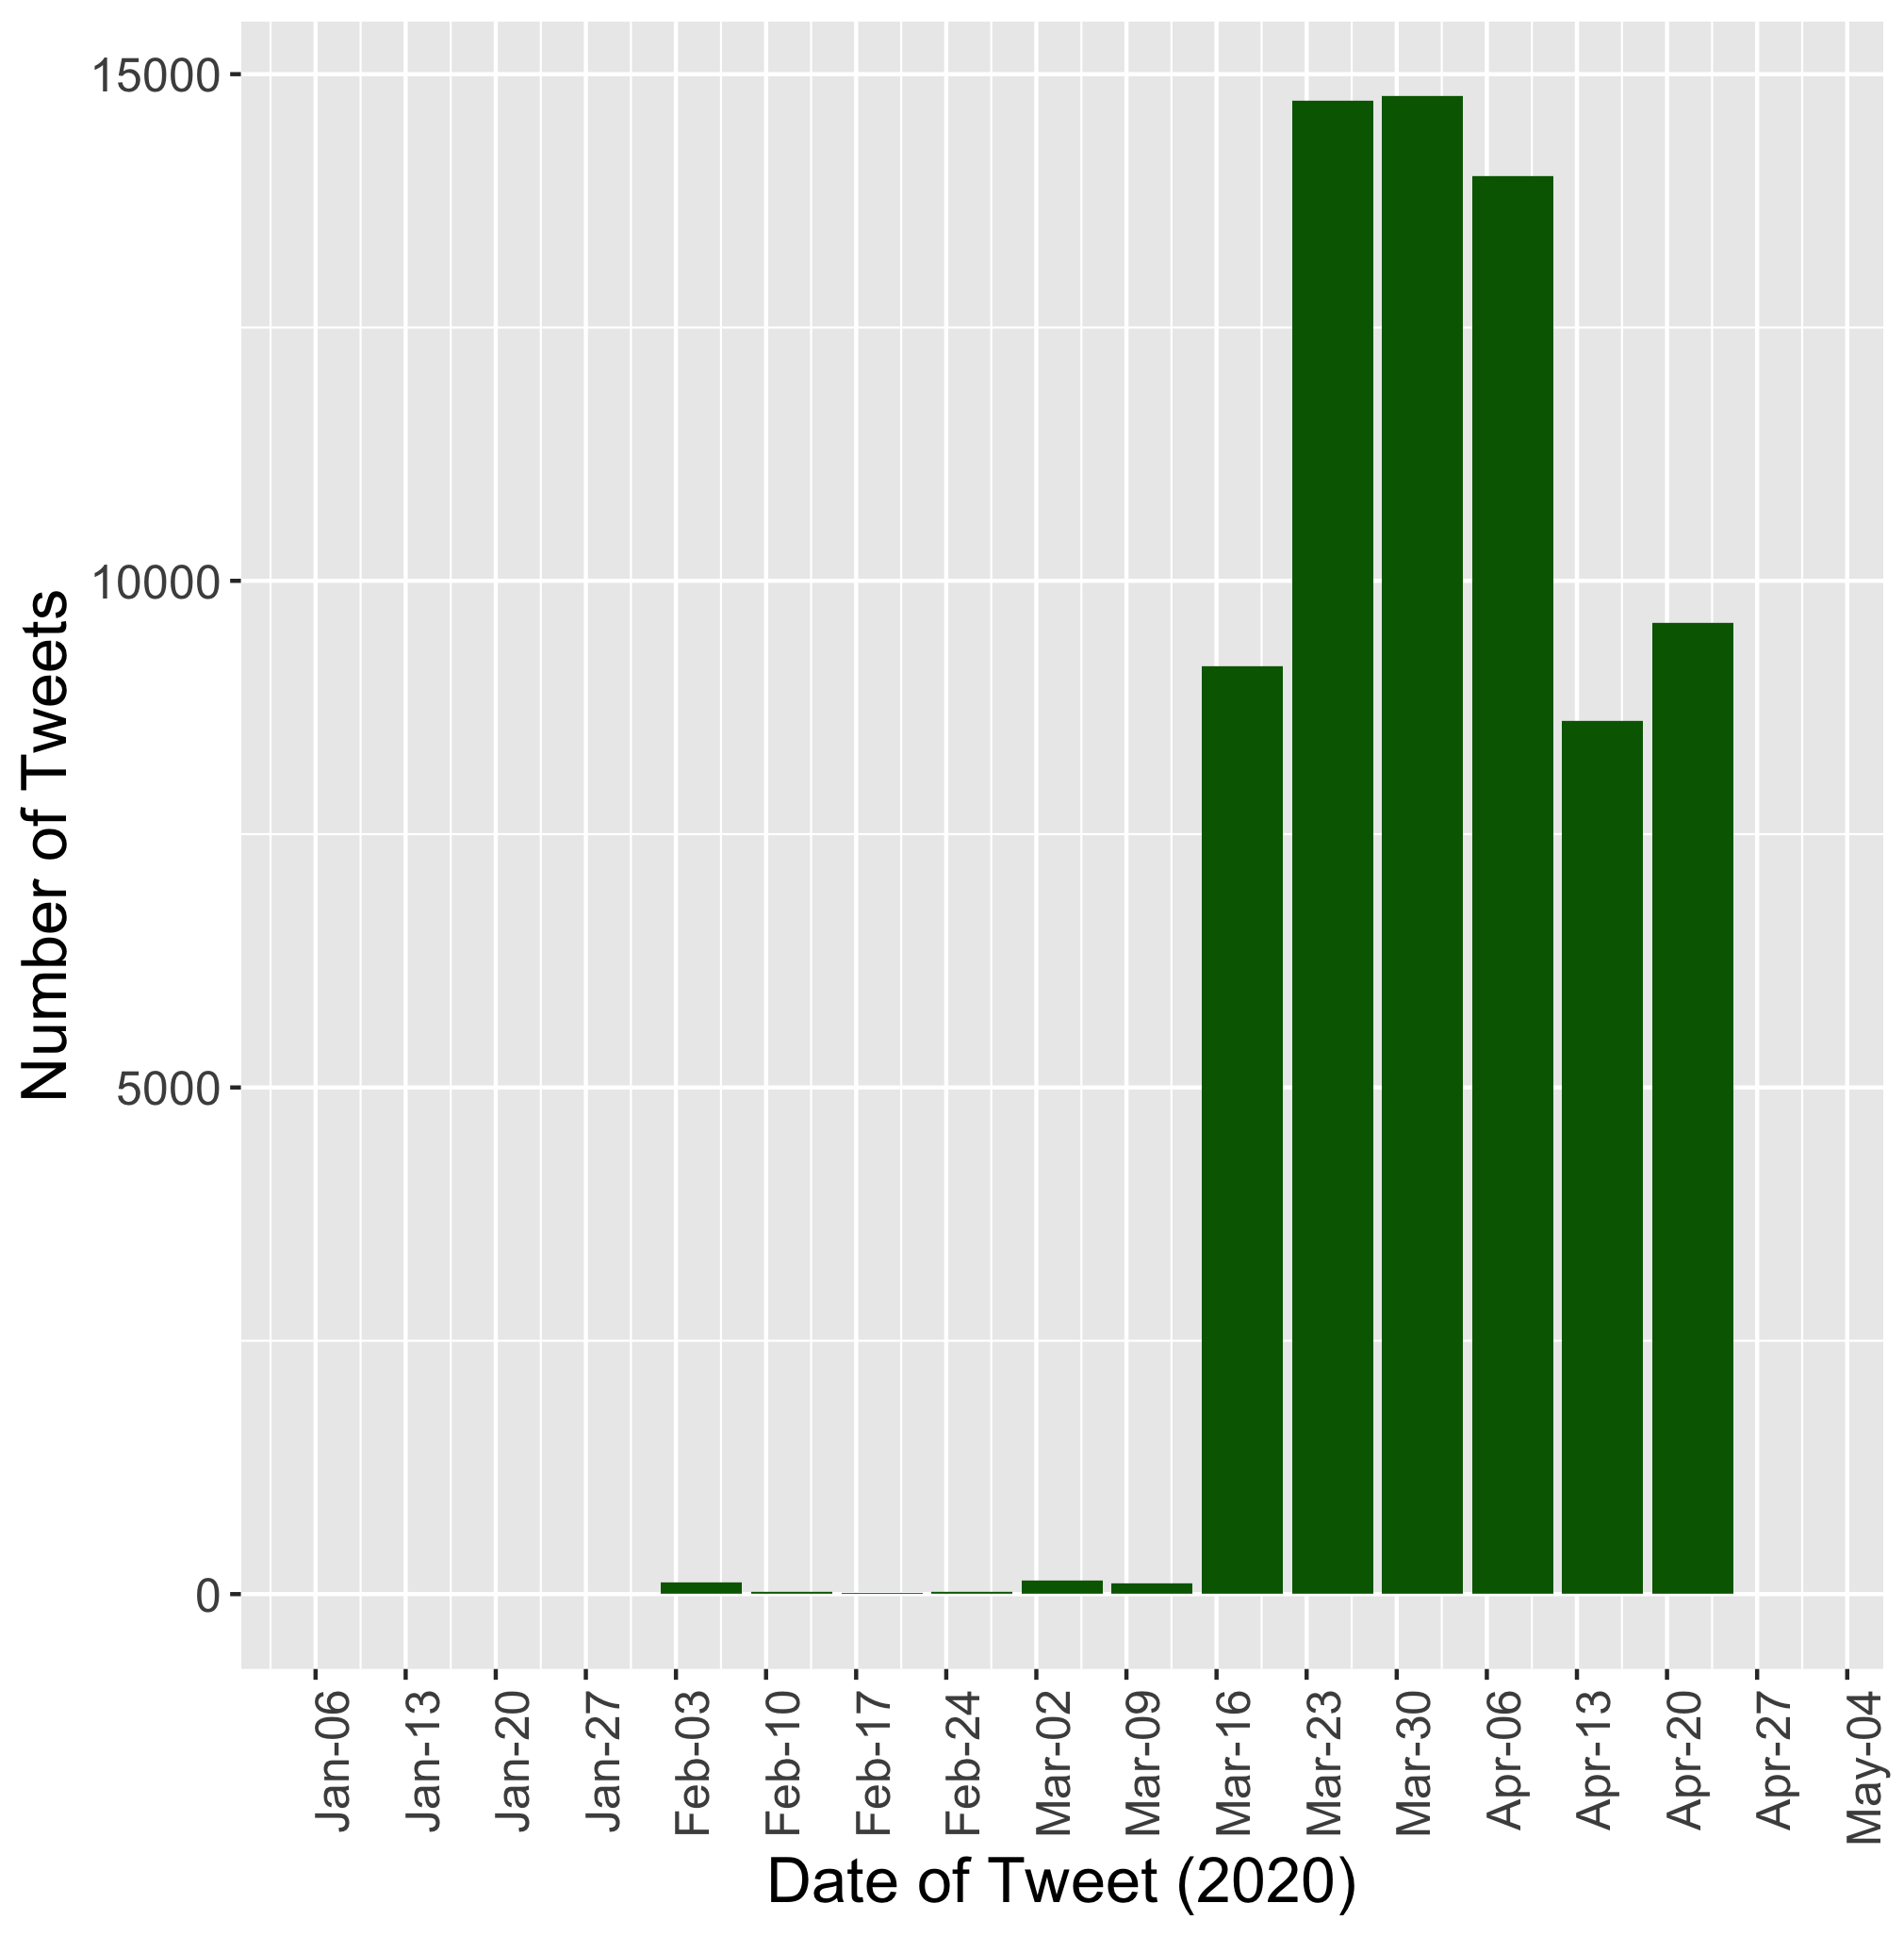 Number of Tweets
15000
10000
5000
0
Jan-06
Jan-13
Jan-20
Jan-27
Feb-03
Feb-10
Feb-17
Feb-24
Mar-02
Mar-09
Mar-16
Mar-23
Mar-30
Apr-06
Apr-13
Apr-20
Apr-27
May-04
Date of Tweet (2020)